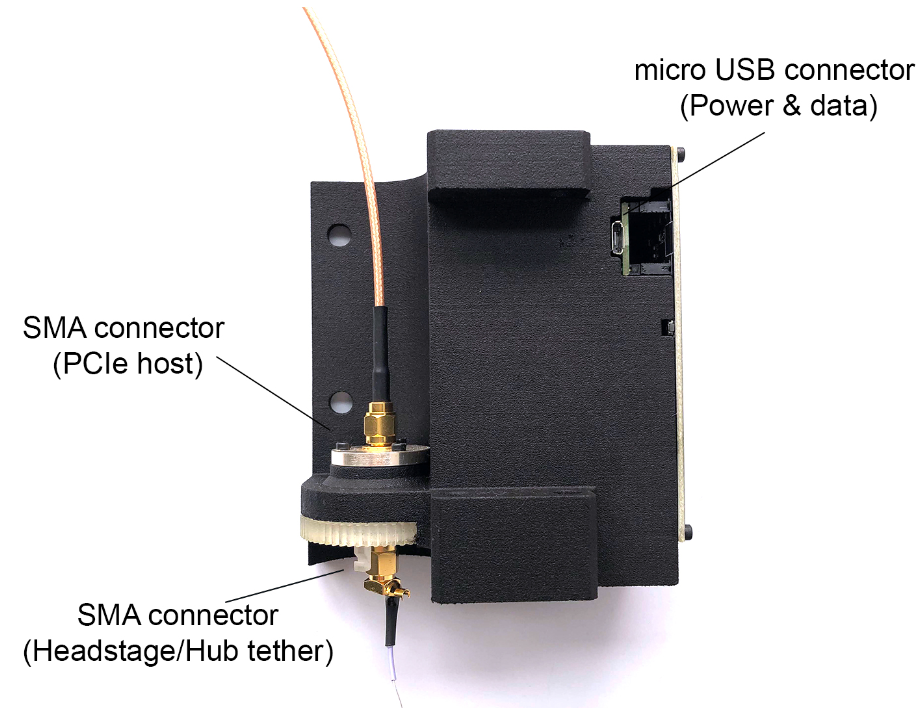 micro USB connector
(Power & data)
SMA connector
(PCIe host)
SMA connector
(Headstage/Hub tether)